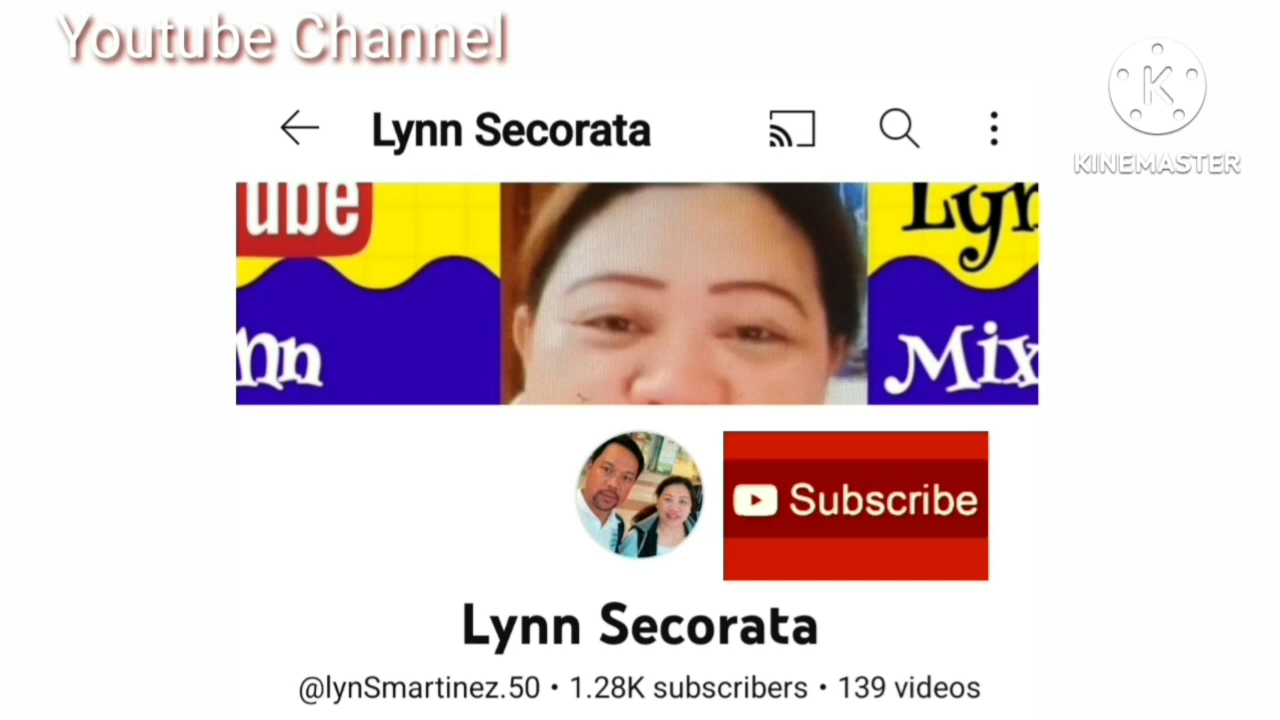 Youtube Channel
Lynn Secorata
KINEMASTER
ube
Lyn
nn
Mix
Subscribe
Lynn Secorata
@lynSmartinez.50 • 1.28K subscribers • 139 videos